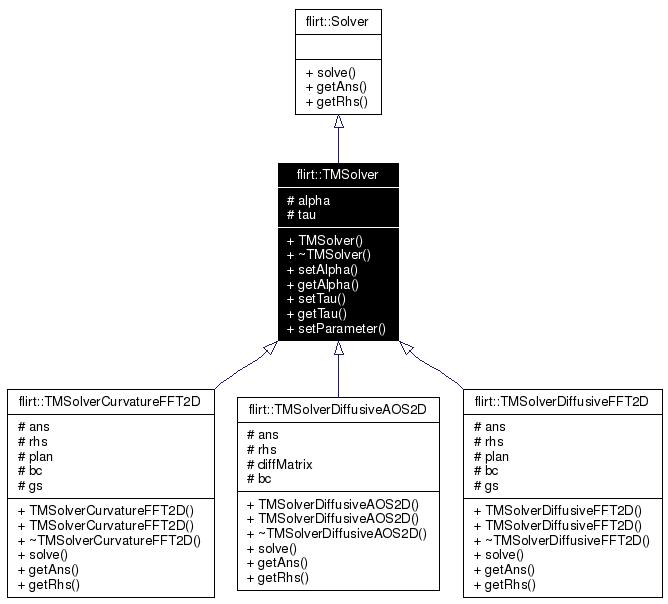 flirt::Solver
+ solve()
+ getAns()
+ getRhs()
flirt::TMSolver
# alpha
# tau
+ TMSolver()
+ ~TMSolver()
+ setAlpha()
+ getAlpha()
+ setTau()
+ getTau()
+ setParameter()
flirt::TMSolverCurvatureFFT2D
# ans
# rhs
# plan
# bc
# gs
+ TMSolverCurvatureFFT2D()
+ TMSolverCurvatureFFT2D()
+ ~TMSolverCurvatureFFT2D()
+ solve()
+ getAns()
+ getRhs()
flirt::TMSolverDiffusiveAOS2D
# ans
# rhs
# diffMatrix
# bc
+ TMSolverDiffusiveAOS2D()
+ TMSolverDiffusiveAOS2D()
+ ~TMSolverDiffusiveAOS2D()
+ solve()
+ getAns()
+ getRhs()
flirt::TMSolverDiffusiveFFT2D
# ans
# rhs
# plan
# bc
# gs
+ TMSolverDiffusiveFFT2D()
+ TMSolverDiffusiveFFT2D()
+ ~TMSolverDiffusiveFFT2D()
+ solve()
+ getAns()
+ getRhs()